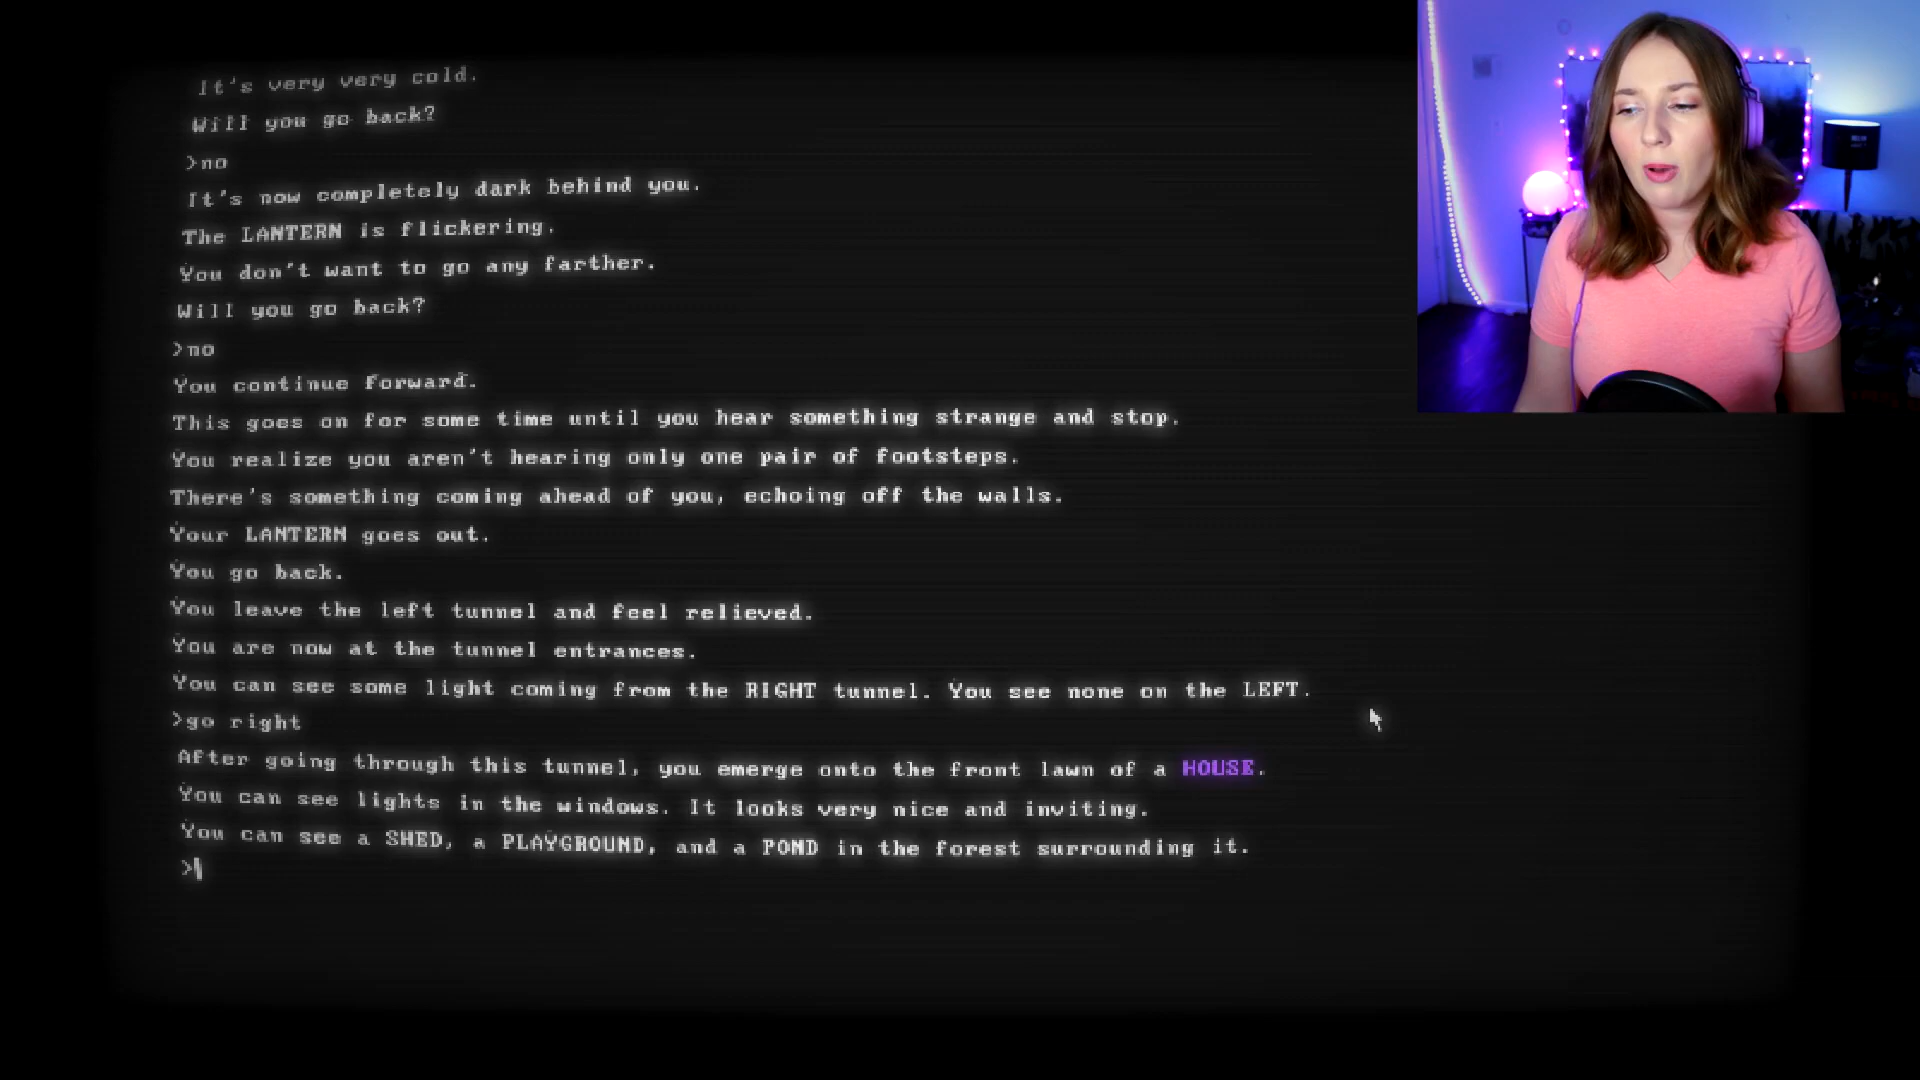 It's very very cold.
Will you go back?
>no
It's now completely dark behind you.
The LANTERN is flickering.
You don't want to go any farther.
Will you go back?
>no
You continue forward.
This goes on for some time until you hear something strange and stop.
You realize you aren't hearing only one pair of footsteps.
There's something coming ahead of you, echoing off the walls.
Your LANTERN goes out.
You go back.
You leave the left tunnel and feel relieved.
You are now at the tunnel entrances.
You can see some light coming from the RIGHT tunnel. You see none on the LEFT.
>go right
After going through this tunnel, you emerge onto the front lawn of a HOUSE.
You can see lights in the windows. It looks very nice and inviting.
You can see a SHED, a PLAYGROUND, and a POND in the forest surrounding it.
>